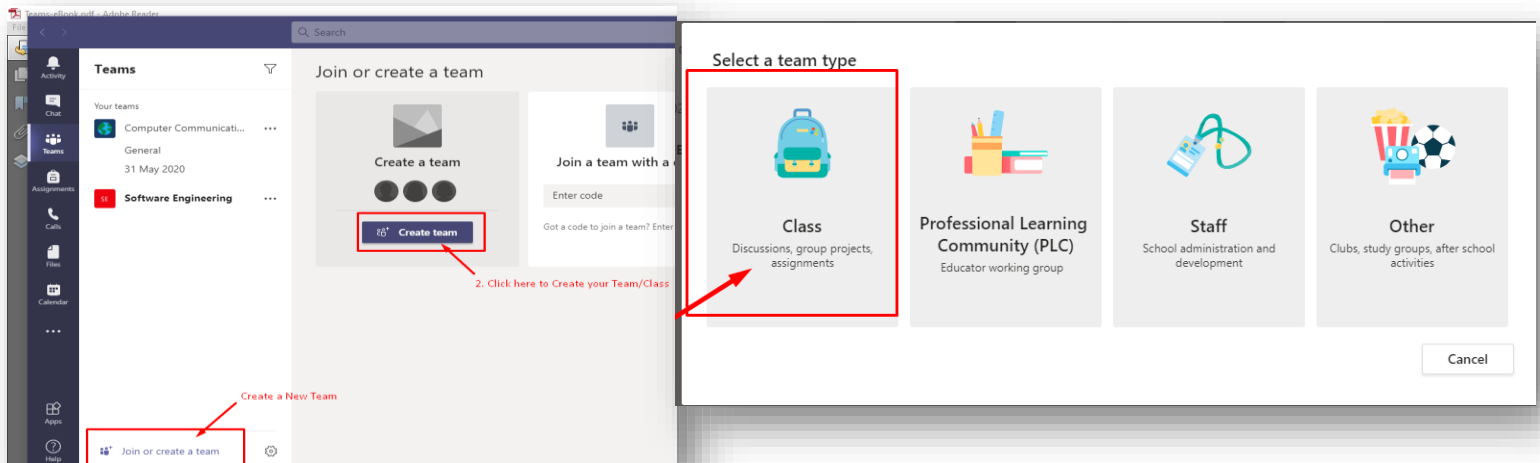 Teams-eBook.pdf - Adobe Reader
File
Search
Activity
Chat
Teams
Assignments
Calls
Files
Calendar
Apps
Help
Teams
Your teams
Computer Communicati...
General
31 May 2020
SE Software Engineering
Create a New Team
Join or create a team
Join or create a team
Create a team
Create team
2. Click here to Create your Team/Class
Join a team with a
Enter code
Got a code to join a team? Enter
Select a team type
Class
Discussions, group projects,
assignments
Professional Learning
Community (PLC)
Educator working group
Staff
School administration and
development
Other
Clubs, study groups, after school
activities
Cancel